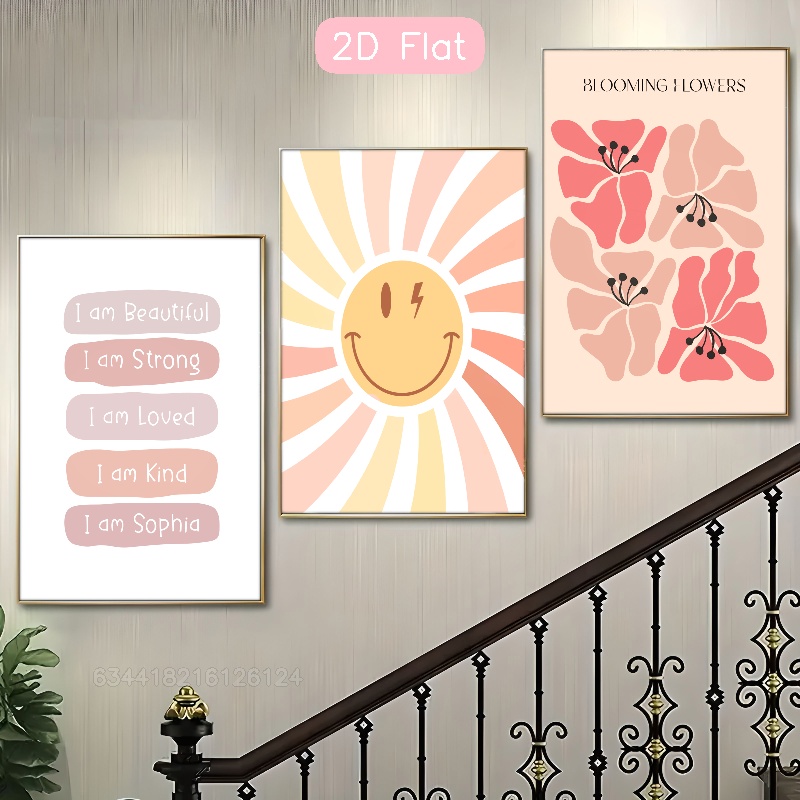 2D Flat
BLOOMING FLOWERS
I am Beautiful
I am Strong
I am Loved
I am Kind
I am Sophia
634418216126124